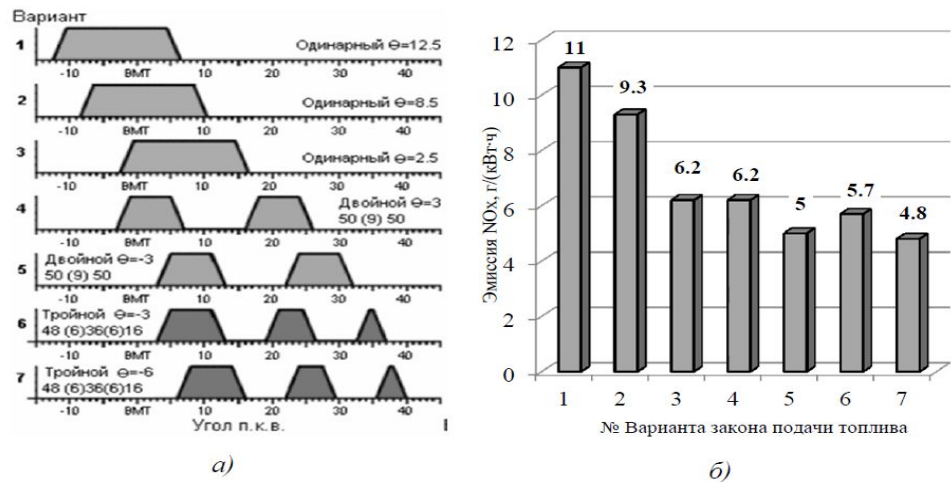 Вариант
1
Одинарный Θ=12.5
-10 ВМТ 10 20 30 40
2
Одинарный Θ=8.5
-10 ВМТ 10 20 30 40
3
Одинарный Θ=2.5
-10 ВМТ 10 20 30 40
4
Двойной Θ=3
50 (9) 50
-10 ВМТ 10 20 30 40
5
Двойной Θ=-3
50 (9) 50
-10 ВМТ 10 20 30 40
6
Тройной Θ=-3
48 (6)36(6)16
-10 ВМТ 10 20 30 40
7
Тройной Θ=-6
48 (6)36(6)16
-10 ВМТ 10 20 30 40
Угол п.к.в.
а)
Эмиссия NOx, г/(кВт·ч)
12
10
8
6
4
2
0
11
9.3
6.2
6.2
5
5.7
4.8
1 2 3 4 5 6 7
№ Варианта закона подачи топлива
б)